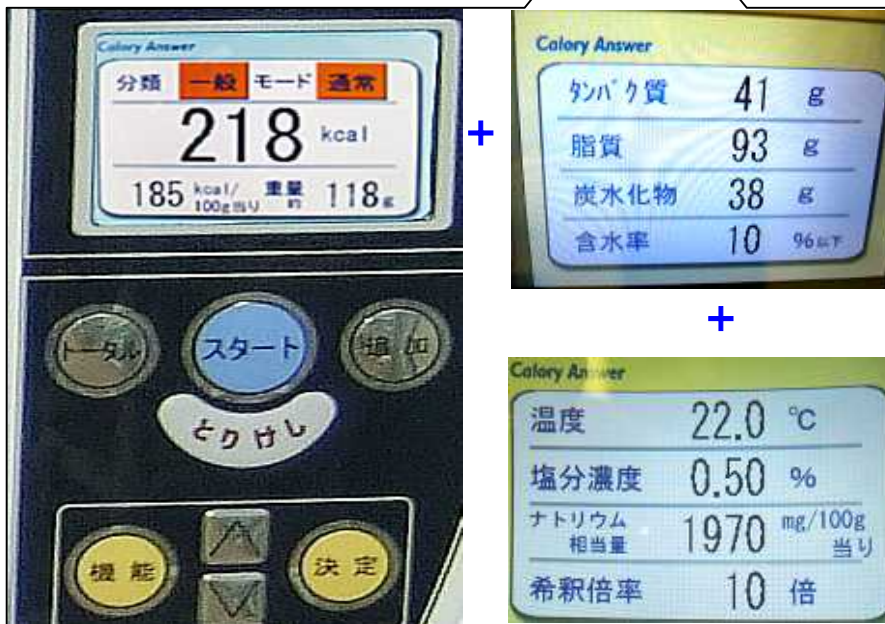 Calory Answer
分類 一般 モード 通常
218 kcal
185 kcal/100g当り 重量約 118g
トータル
スタート
追加
とりけし
機能
決定
+
Calory Answer
タンパク質 41 g
脂質 93 g
炭水化物 38 g
含水率 10 %以下
+
Calory Answer
温度 22.0 ℃
塩分濃度 0.50 %
ナトリウム相当量 1970 mg/100g当り
希釈倍率 10 倍